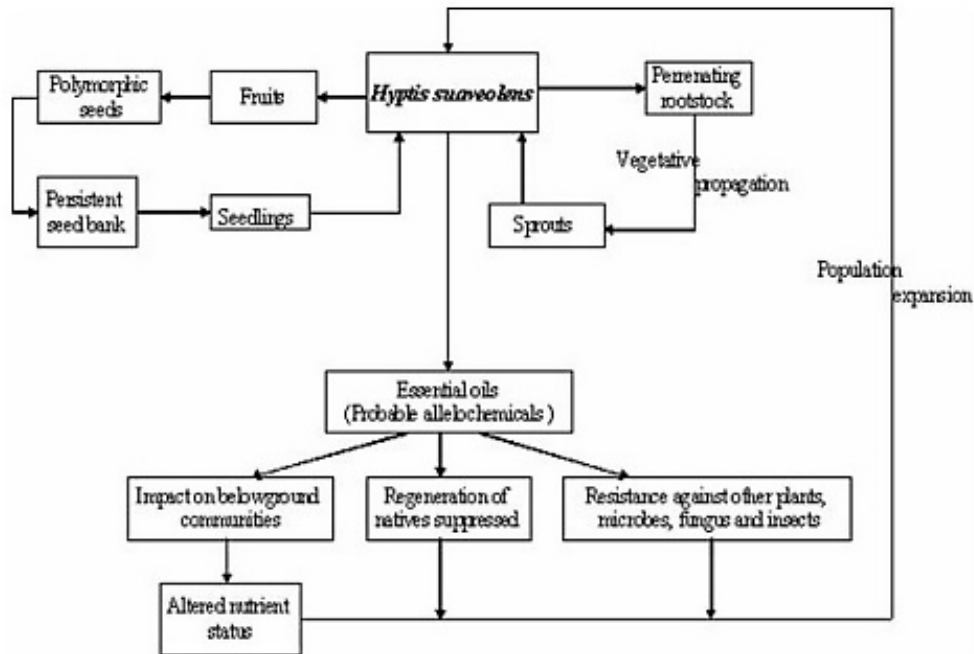 Polymorphic
seeds
Fruits
Hyptis suaveolens
Perrenating
rootstock
Vegetative
propagation
Persistent
seed bank
Seedlings
Sprouts
Population
expansion
Essential oils
(Probable allelochemicals )
Impact on belowground
communities
Regeneration of
natives suppressed
Resistance against other plants,
microbes, fungus and insects
Altered nutrient
status